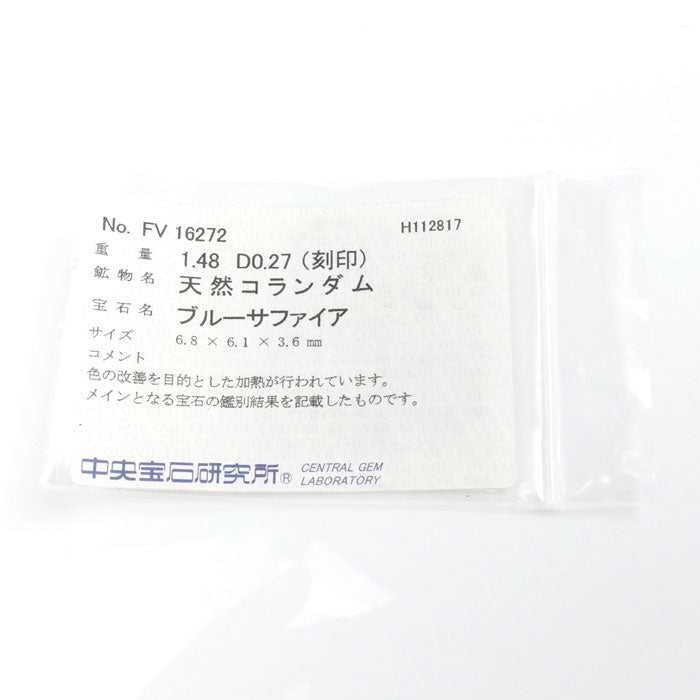 No. FV 16272 H112817
重量 1.48 D0.27 (刻印)
鉱物名 天然コランダム
宝石名 ブルーサファイア
サイズ 6.8 × 6.1 × 3.6 mm
コメント
色の改善を目的とした加熱が行われています。
メインとなる宝石の鑑別結果を記載したものです。
中央宝石研究所® CENTRAL GEM
LABORATORY